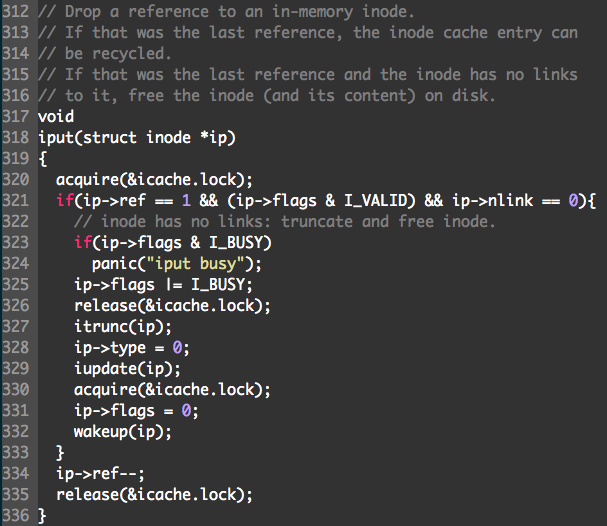 312 // Drop a reference to an in-memory inode.
313 // If that was the last reference, the inode cache entry can
314 // be recycled.
315 // If that was the last reference and the inode has no links
316 // to it, free the inode (and its content) on disk.
317 void
318 iput(struct inode *ip)
319 {
320   acquire(&icache.lock);
321   if(ip->ref == 1 && (ip->flags & I_VALID) && ip->nlink == 0){
322     // inode has no links: truncate and free inode.
323     if(ip->flags & I_BUSY)
324       panic("iput busy");
325     ip->flags |= I_BUSY;
326     release(&icache.lock);
327     itrunc(ip);
328     ip->type = 0;
329     iupdate(ip);
330     acquire(&icache.lock);
331     ip->flags = 0;
332     wakeup(ip);
333   }
334   ip->ref--;
335   release(&icache.lock);
336 }